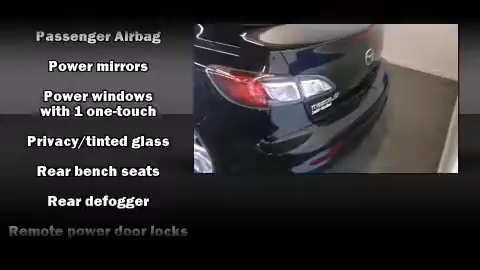 Passenger Airbag
Power mirrors
Power windows
with 1 one-touch
Privacy/tinted glass
Rear bench seats
Rear defogger
Remote power door locks